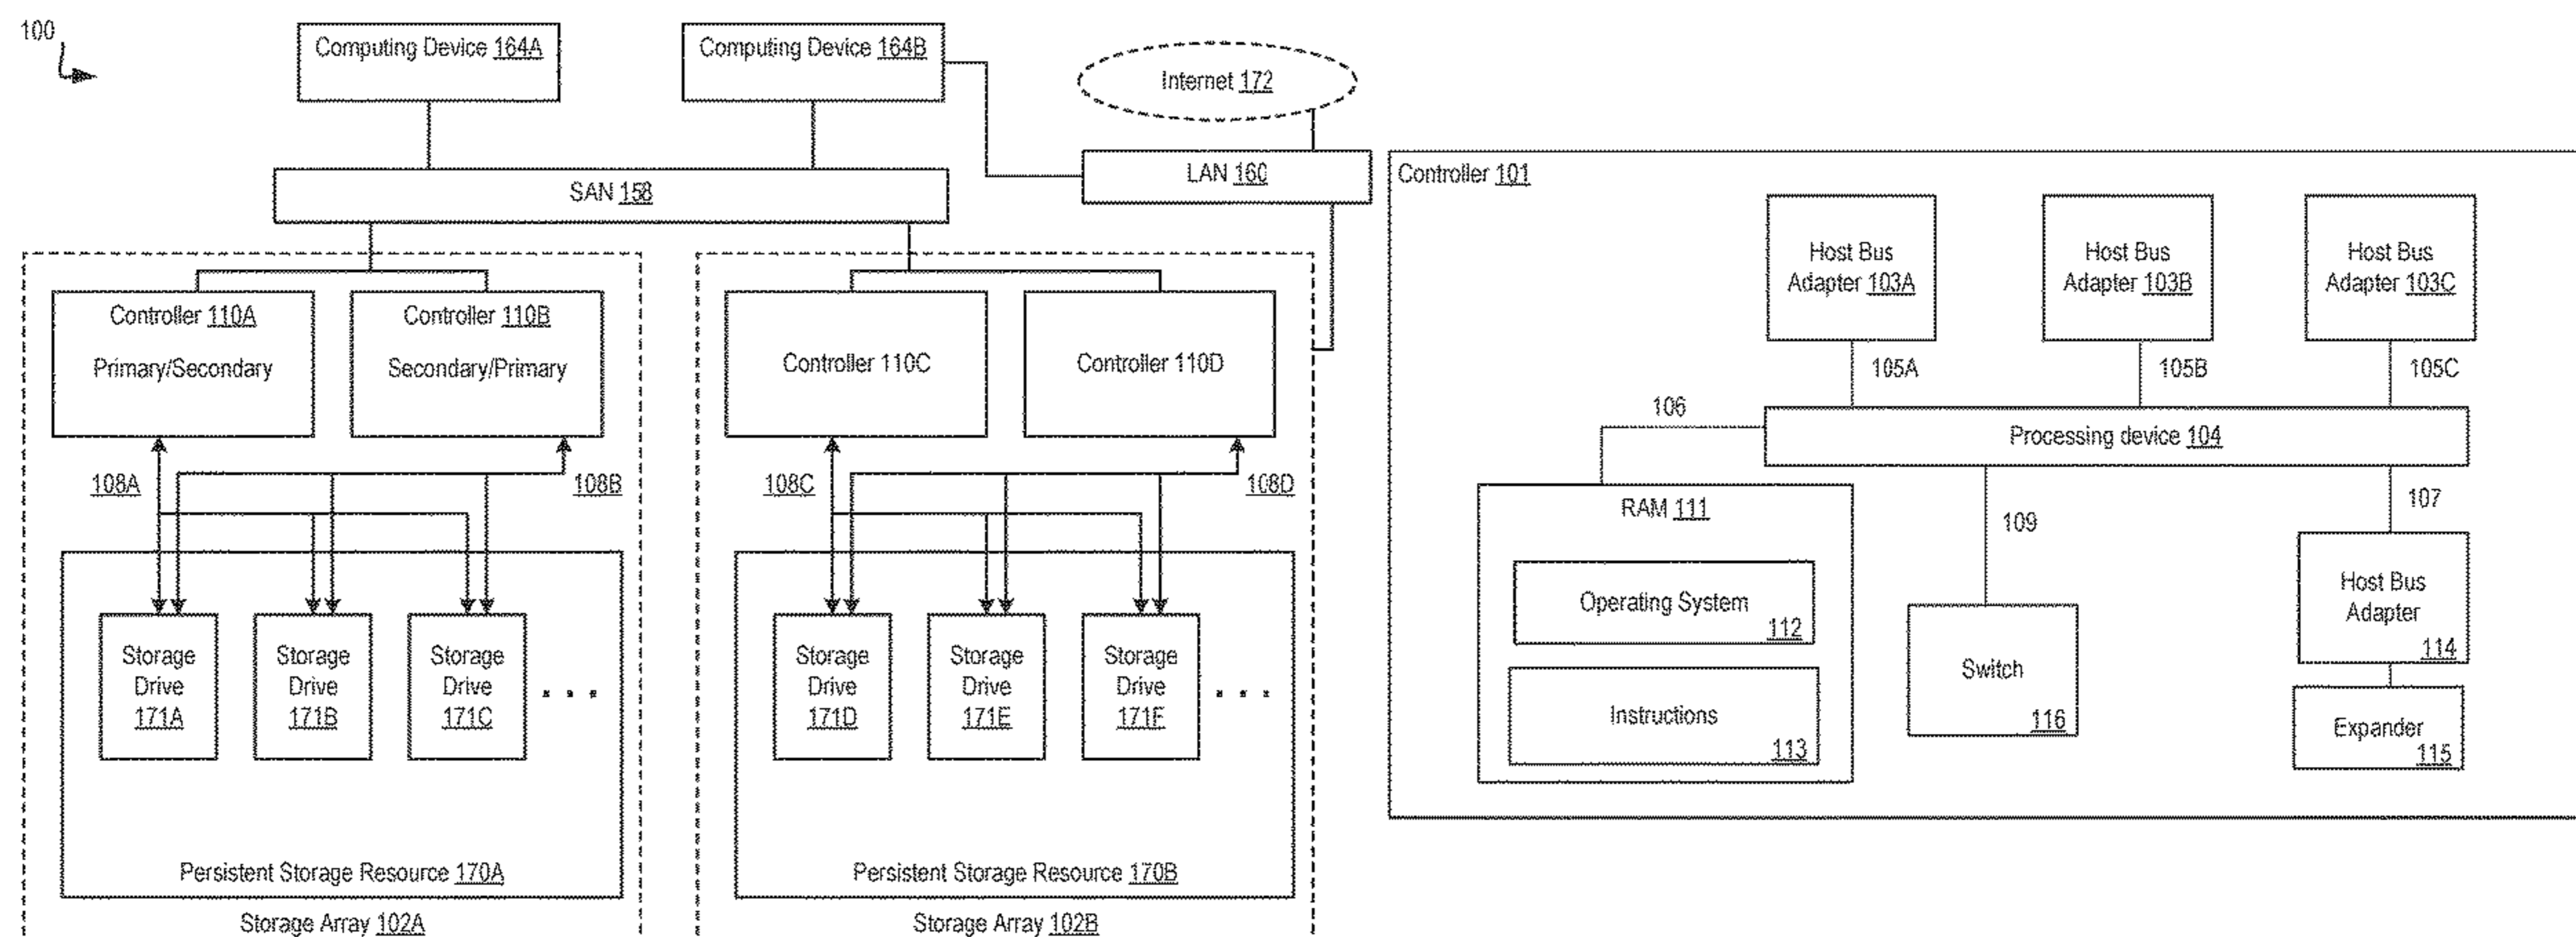 100
Computing Device 164A
Computing Device 164B
Internet 172
SAN 158
LAN 160
Controller 110A
Primary/Secondary
Controller 110B
Secondary/Primary
Controller 110C
Controller 110D
108A
108B
108C
108D
Storage
Drive
171A
Storage
Drive
171B
Storage
Drive
171C
...
Storage
Drive
171D
Storage
Drive
171E
Storage
Drive
171F
...
Persistent Storage Resource 170A
Persistent Storage Resource 170B
Storage Array 102A
Storage Array 102B
Controller 101
Host Bus
Adapter 103A
Host Bus
Adapter 103B
Host Bus
Adapter 103C
105A
105B
105C
106
Processing device 104
RAM 111
109
107
Operating System
112
Instructions
113
Switch
116
Host Bus
Adapter
114
Expander
115